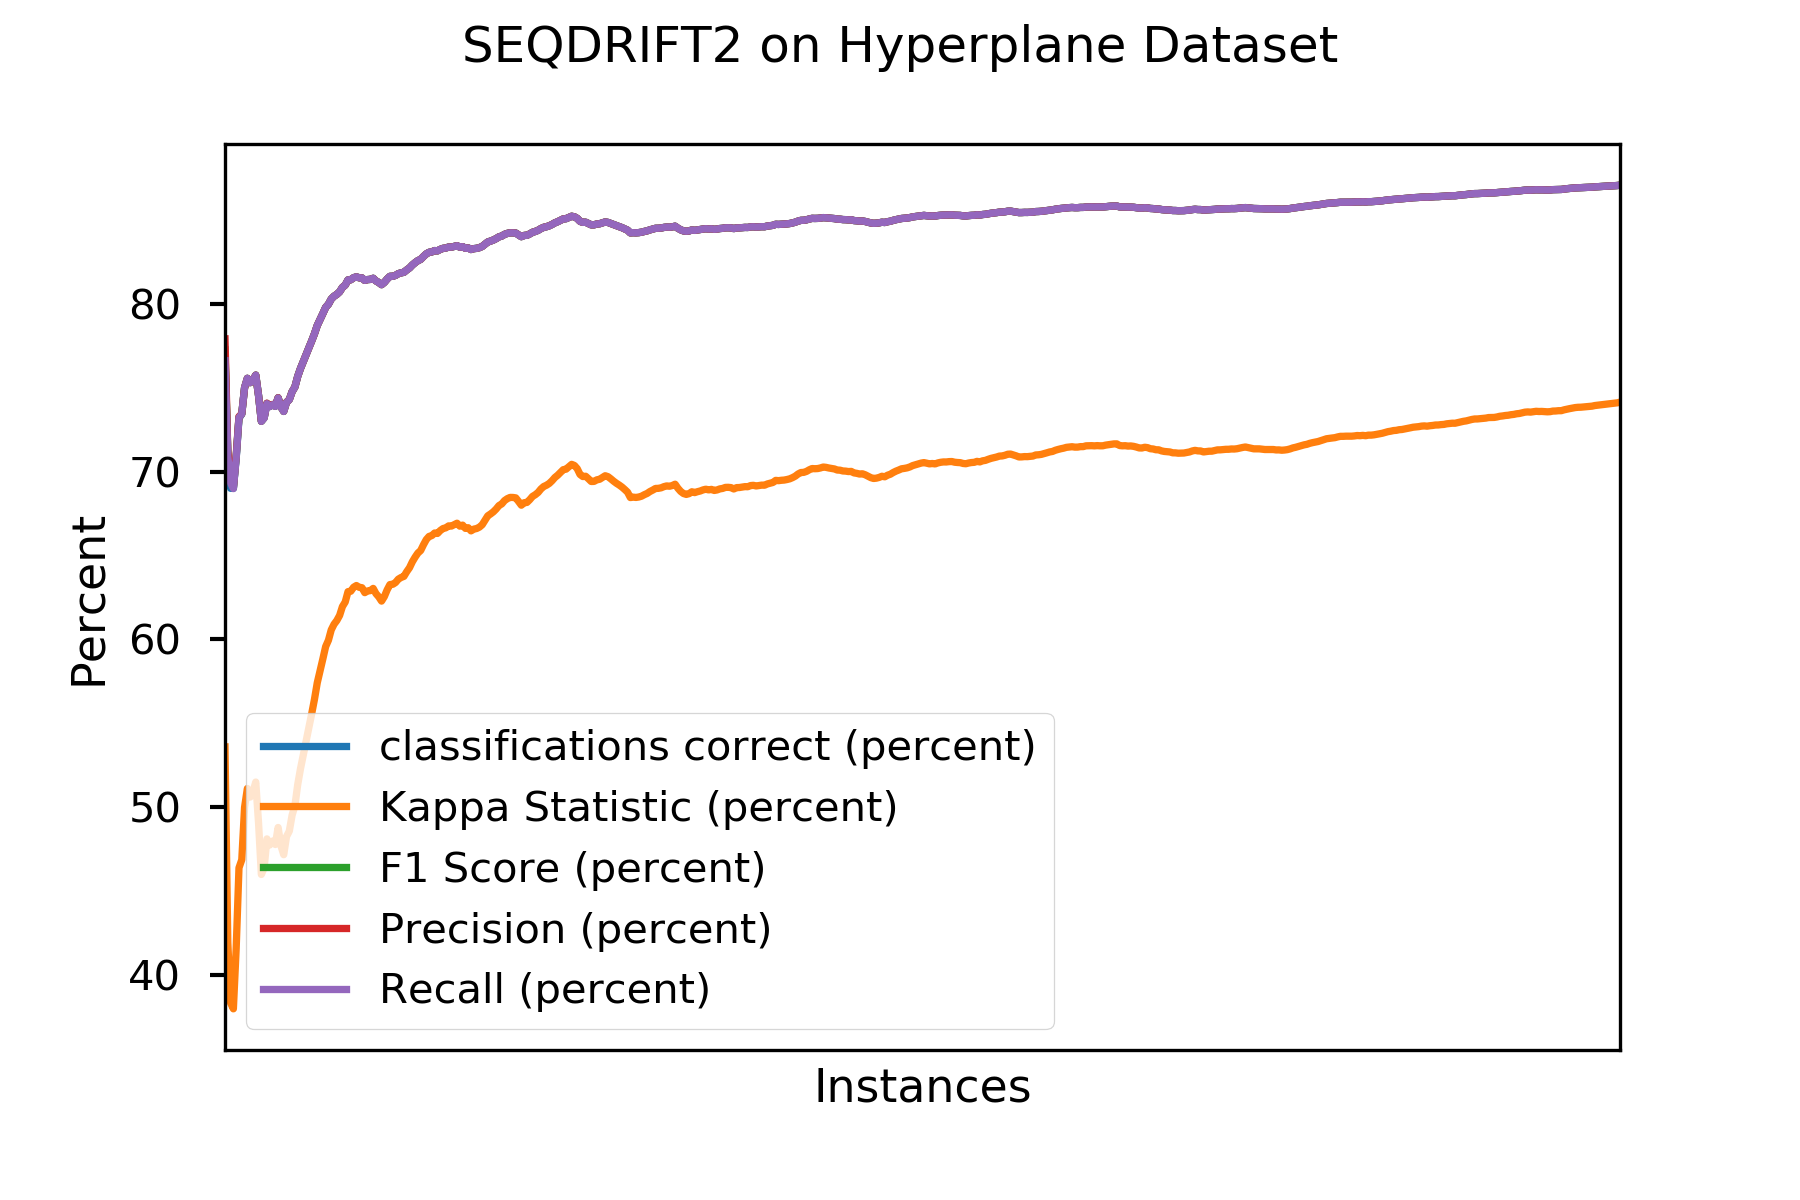 SEQDRIFT2 on Hyperplane Dataset
80
70
60
50
40
Percent
classifications correct (percent)
Kappa Statistic (percent)
F1 Score (percent)
Precision (percent)
Recall (percent)
Instances